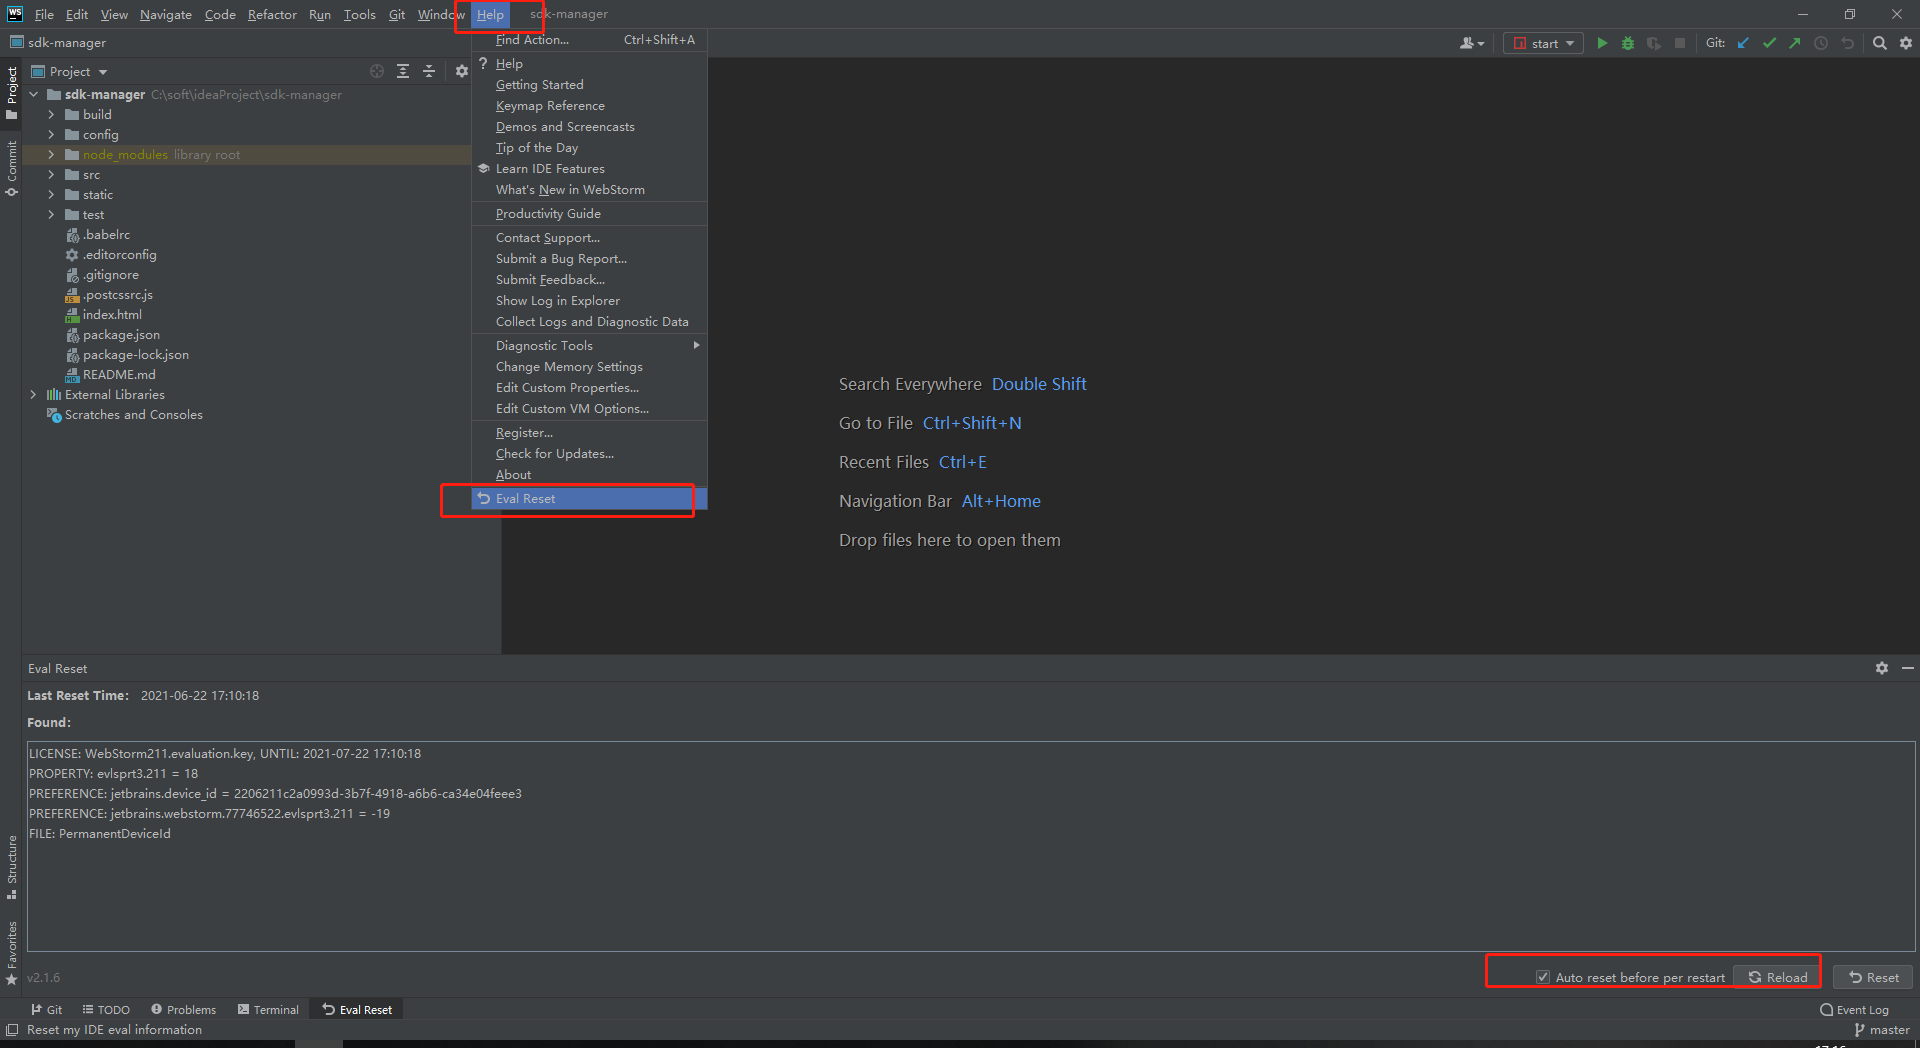 WS File Edit View Navigate Code Refactor Run Tools Git Window Help sdk-manager
sdk-manager
start
Git:
Project
Commit
Structure
Favorites
Project
sdk-manager C:\soft\ideaProject\sdk-manager
build
config
node_modules library root
src
static
test
.babelrc
.editorconfig
.gitignore
.postcssrc.js
index.html
package.json
package-lock.json
README.md
External Libraries
Scratches and Consoles
Find Action... Ctrl+Shift+A
? Help
Getting Started
Keymap Reference
Demos and Screencasts
Tip of the Day
Learn IDE Features
What's New in WebStorm
Productivity Guide
Contact Support...
Submit a Bug Report...
Submit Feedback...
Show Log in Explorer
Collect Logs and Diagnostic Data
Diagnostic Tools
Change Memory Settings
Edit Custom Properties...
Edit Custom VM Options...
Register...
Check for Updates...
About
Eval Reset
Search Everywhere Double Shift
Go to File Ctrl+Shift+N
Recent Files Ctrl+E
Navigation Bar Alt+Home
Drop files here to open them
Eval Reset
Last Reset Time: 2021-06-22 17:10:18
Found:
LICENSE: WebStorm211.evaluation.key, UNTIL: 2021-07-22 17:10:18
PROPERTY: evlsprt3.211 = 18
PREFERENCE: jetbrains.device_id = 2206211c2a0993d-3b7f-4918-a6b6-ca34e04feee3
PREFERENCE: jetbrains.webstorm.77746522.evlsprt3.211 = -19
FILE: PermanentDeviceId
v2.1.6
Auto reset before per restart Reload Reset
Git TODO Problems Terminal Eval Reset Event Log
Reset my IDE eval information master